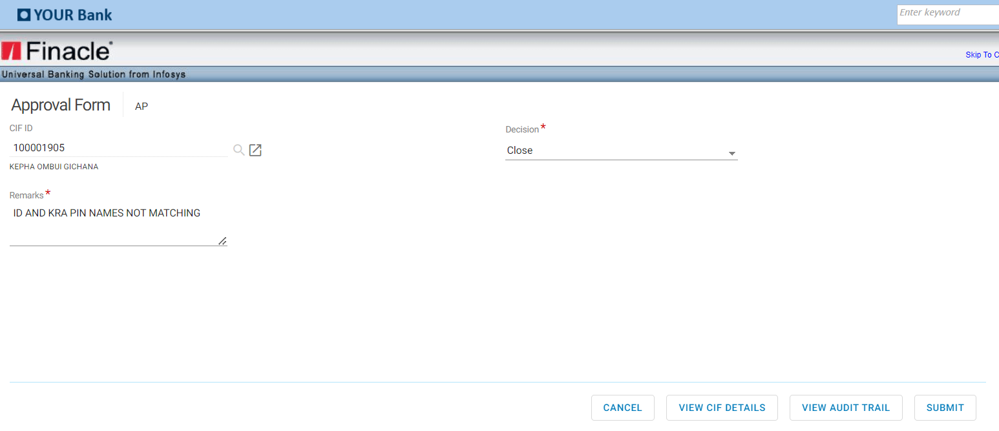 YOUR Bank
Enter keyword
Finacle
Skip To C
Universal Banking Solution from Infosys
Approval Form
AP
CIF ID
100001905
KEPHA OMBUI GICHANA
Decision*
Close
Remarks*
ID AND KRA PIN NAMES NOT MATCHING
CANCEL
VIEW CIF DETAILS
VIEW AUDIT TRAIL
SUBMIT